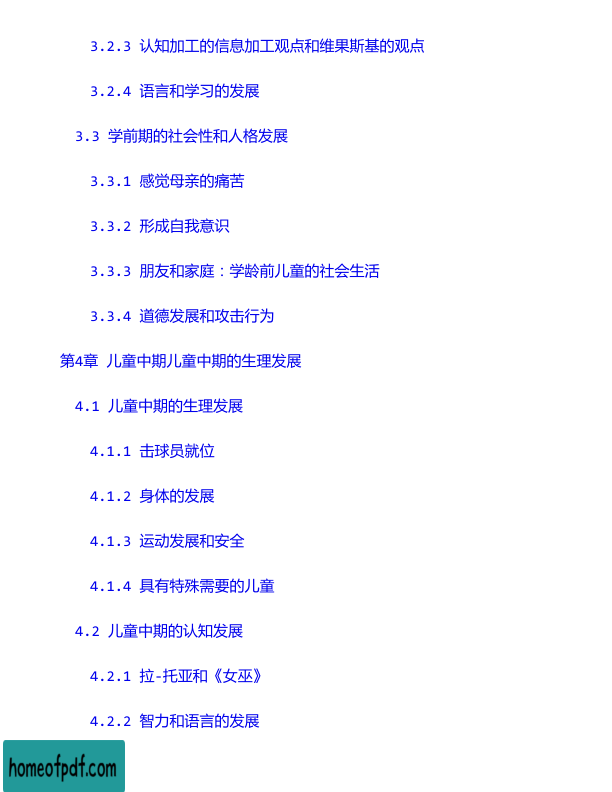 3.2.3 认知加工的信息加工观点和维果斯基的观点
3.2.4 语言和学习的发展
3.3 学前期的社会性和人格发展
3.3.1 感觉母亲的痛苦
3.3.2 形成自我意识
3.3.3 朋友和家庭：学龄前儿童的社会生活
3.3.4 道德发展和攻击行为
第4章 儿童中期儿童中期的生理发展
4.1 儿童中期的生理发展
4.1.1 击球员就位
4.1.2 身体的发展
4.1.3 运动发展和安全
4.1.4 具有特殊需要的儿童
4.2 儿童中期的认知发展
4.2.1 拉-托亚和《女巫》
4.2.2 智力和语言的发展
homeofpdf.com